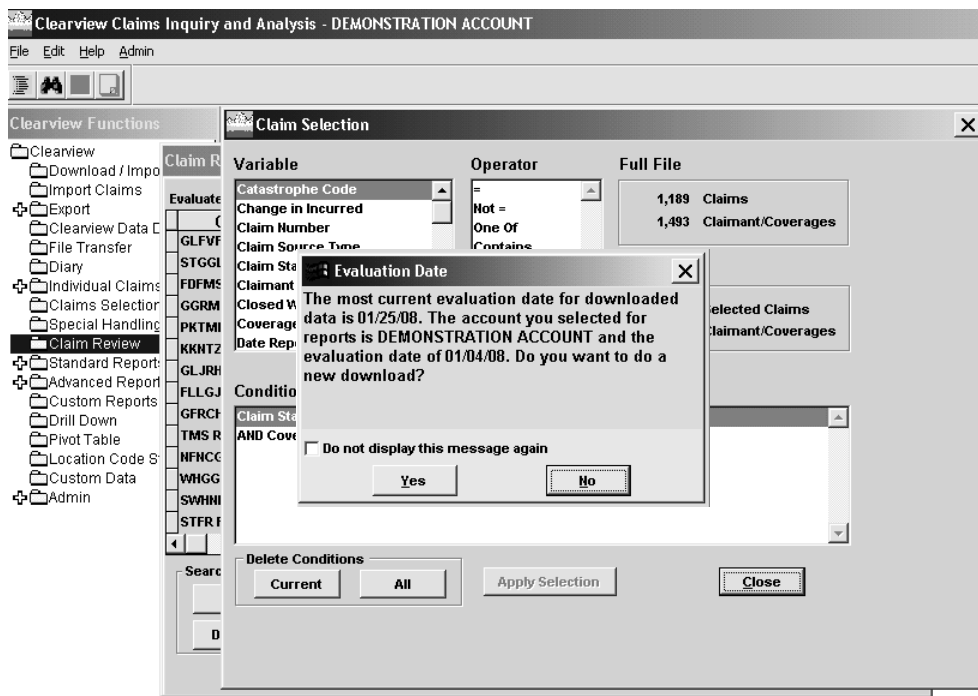 Clearview Claims Inquiry and Analysis - DEMONSTRATION ACCOUNT
File Edit Help Admin
Clearview Functions
Clearview
Download / Impo
Import Claims
Export
Clearview Data D
File Transfer
Diary
Individual Claims
Claims Selection
Special Handling
Claim Review
Standard Reports
Advanced Report
Custom Reports
Drill Down
Pivot Table
Location Code S
Custom Data
Admin
Claim R
Evaluate
GLFVF
STGGL
FDFMS
GGRM
PKTMI
KKNTZ
GLJRH
FLLGJ
GFRCH
TMS R
NFNCG
WHGG
SWHNI
STFR F
Searc
D
Claim Selection
Variable
Catastrophe Code
Change in Incurred
Claim Number
Claim Source Type
Claim Sta
Claimant
Closed W
Coverage
Date Repo
Operator
=
Not =
One Of
Contains
Full File
1,189 Claims
1,493 Claimant/Coverages
elected Claims
laimant/Coverages
Conditio
Claim Sta
AND Cove
Evaluation Date
The most current evaluation date for downloaded
data is 01/25/08. The account you selected for
reports is DEMONSTRATION ACCOUNT and the
evaluation date of 01/04/08. Do you want to do a
new download?
Do not display this message again
Yes No
Delete Conditions
Current All
Apply Selection
Close